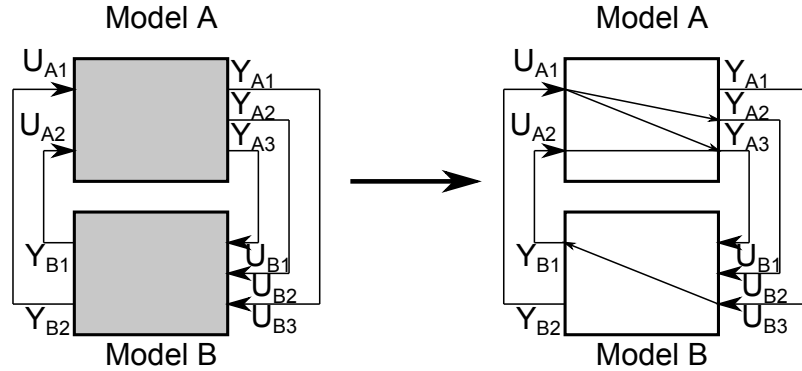 Model A
U_A1
Y_A1
Y_A2
U_A2
Y_A3
Y_B1
U_B1
U_B2
Y_B2
U_B3
Model B
Model A
U_A1
Y_A1
Y_A2
U_A2
Y_A3
Y_B1
U_B1
U_B2
Y_B2
U_B3
Model B